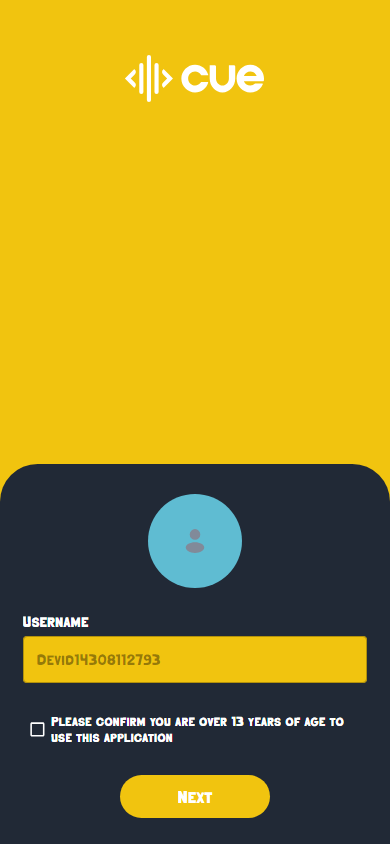 cue
Username
Devid14308112793
Please confirm you are over 13 years of age to
use this application
Next